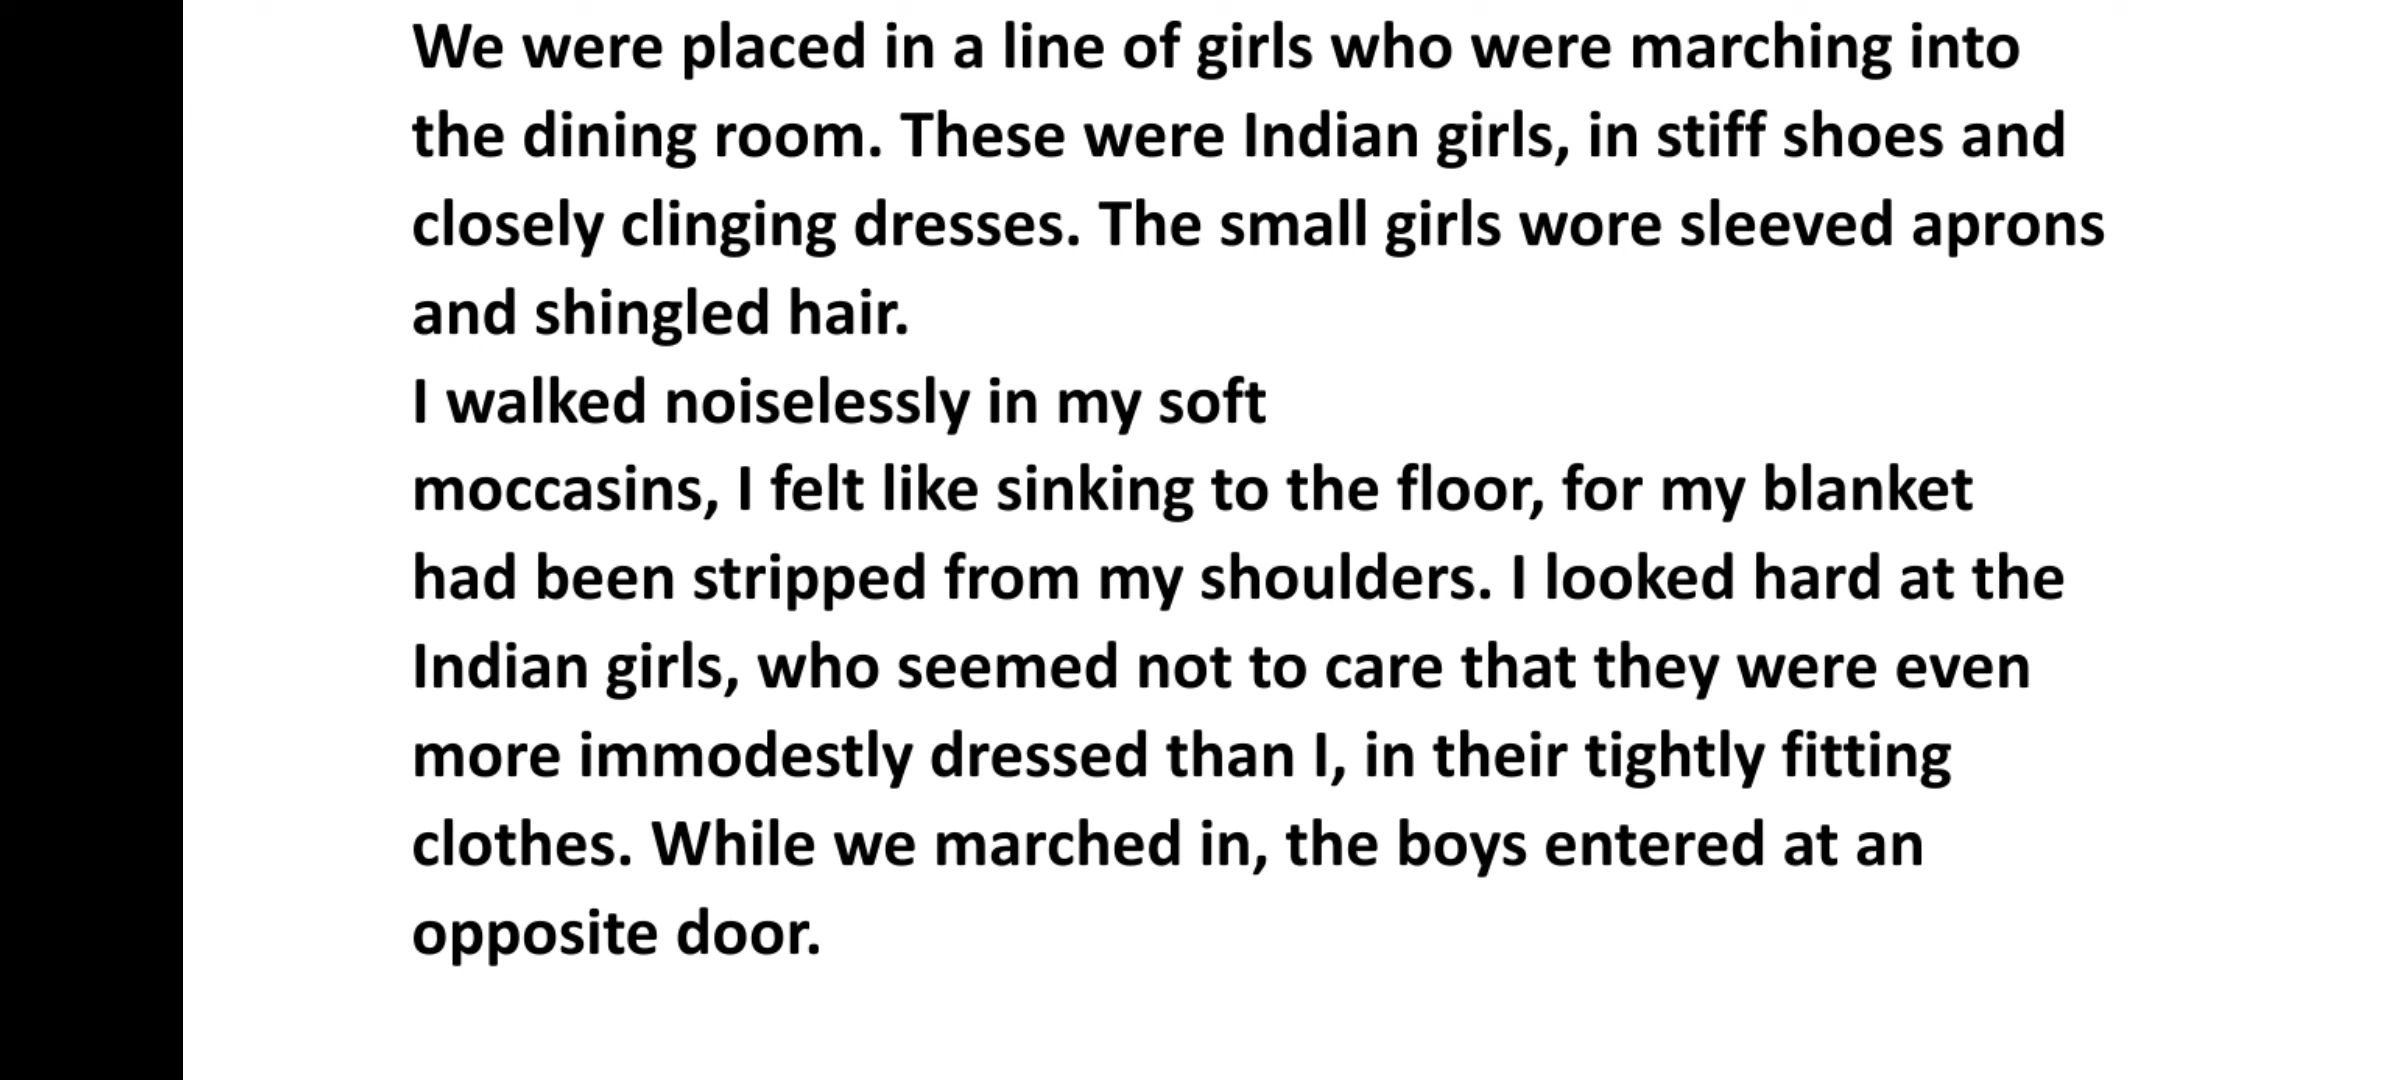 We were placed in a line of girls who were marching into
the dining room. These were Indian girls, in stiff shoes and
closely clinging dresses. The small girls wore sleeved aprons
and shingled hair.
I walked noiselessly in my soft
moccasins, I felt like sinking to the floor, for my blanket
had been stripped from my shoulders. I looked hard at the
Indian girls, who seemed not to care that they were even
more immodestly dressed than I, in their tightly fitting
clothes. While we marched in, the boys entered at an
opposite door.